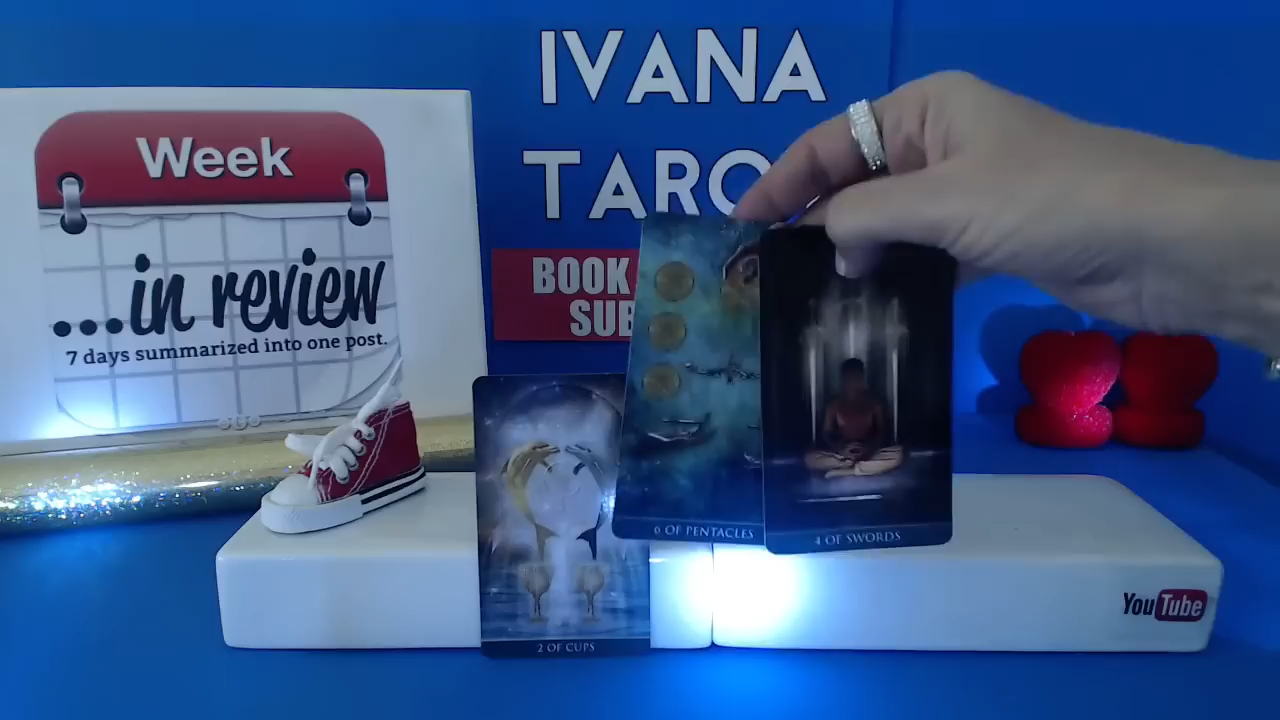 Week
...in review
7 days summarized into one post.
IVANA
TARO
BOOK
SUB
6 OF PENTACLES
4 OF SWORDS
2 OF CUPS
YouTube